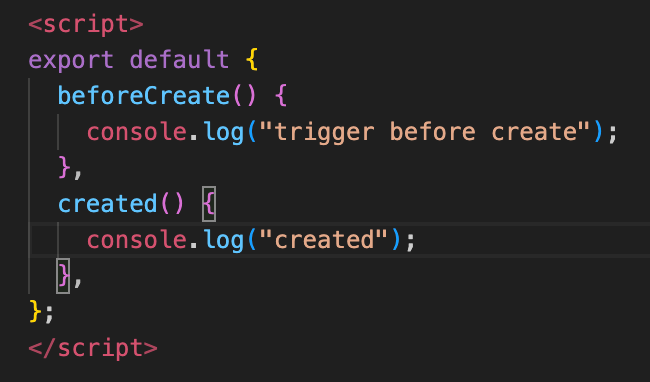 <script>
export default {
  beforeCreate() {
    console.log("trigger before create");
  },
  created() {
    console.log("created");
  },
};
</script>